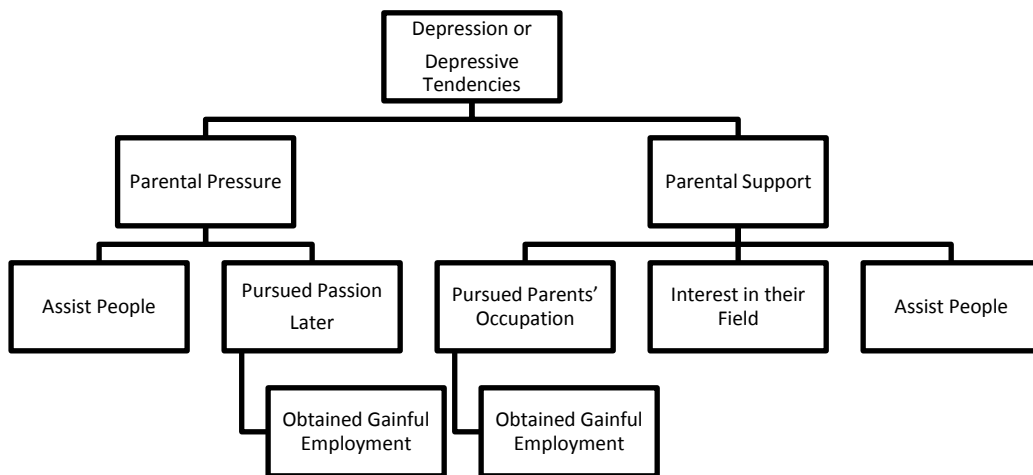 Depression or
Depressive
Tendencies
Parental Pressure
Parental Support
Assist People
Pursued Passion
Later
Pursued Parents’
Occupation
Interest in their
Field
Assist People
Obtained Gainful
Employment
Obtained Gainful
Employment